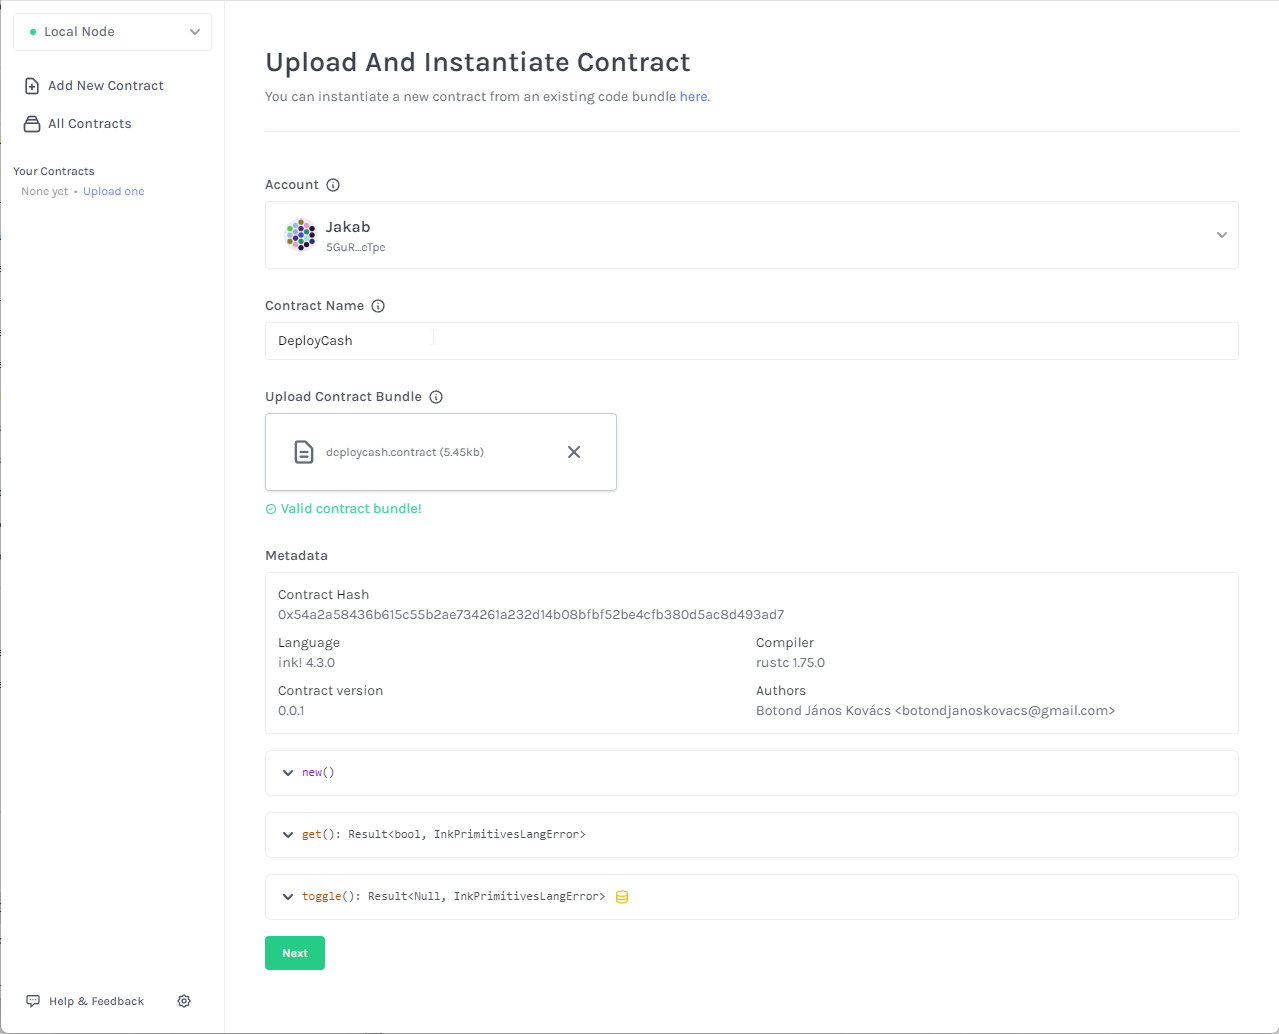 Local Node
Add New Contract
All Contracts
Your Contracts
None yet • Upload one
Help & Feedback
Upload And Instantiate Contract
You can instantiate a new contract from an existing code bundle here.
Account
Jakab
5GuR...cTpc
Contract Name
DeployCash
Upload Contract Bundle
deploycash.contract (5.45kb)
Valid contract bundle!
Metadata
Contract Hash
0x54a2a58436b615c55b2ae734261a232d14b08bfbf52be4cfb380d5ac8d493ad7
Language
ink! 4.3.0
Compiler
rustc 1.75.0
Contract version
0.0.1
Authors
Botond János Kovács <botondjanoskovacs@gmail.com>
new()
get(): Result<bool, InkPrimitivesLangError>
toggle(): Result<Null, InkPrimitivesLangError>
Next